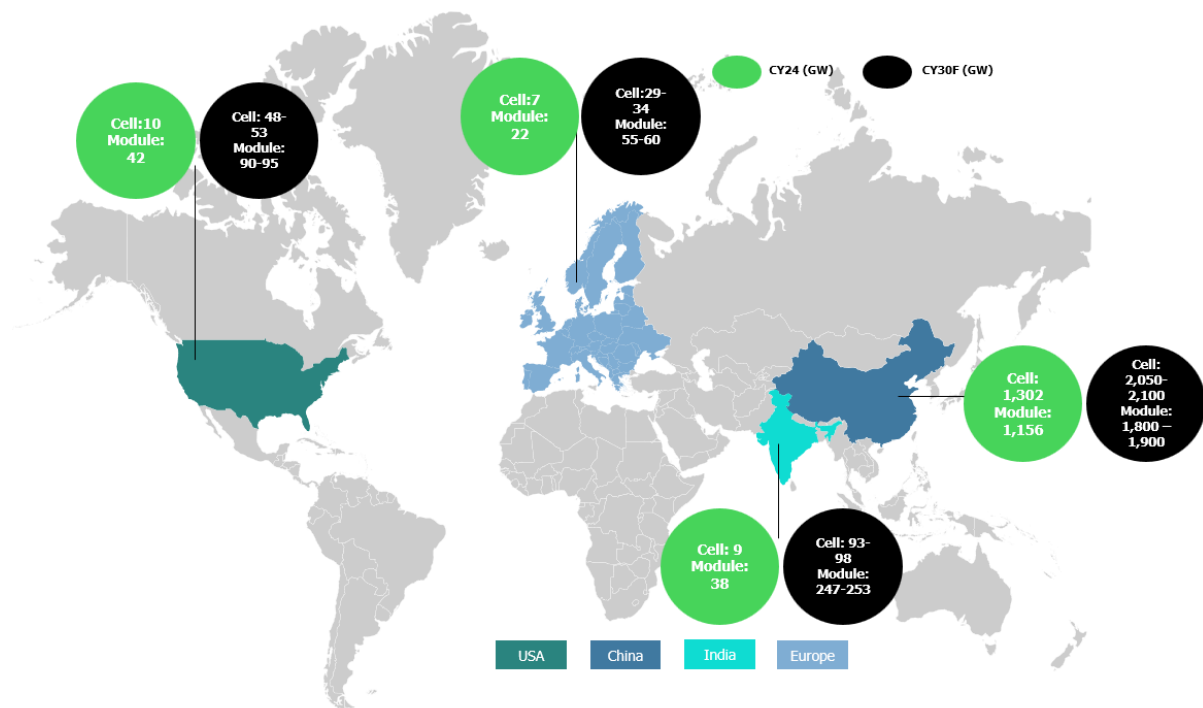 CY24 (GW)
CY30F (GW)
Cell:10
Module:
42
Cell: 48-
53
Module:
90-95
Cell:7
Module:
22
Cell:29-
34
Module:
55-60
Cell:
1,302
Module:
1,156
Cell:
2,050-
2,100
Module:
1,800 –
1,900
Cell: 9
Module:
38
Cell: 93-
98
Module:
247-253
USA
China
India
Europe